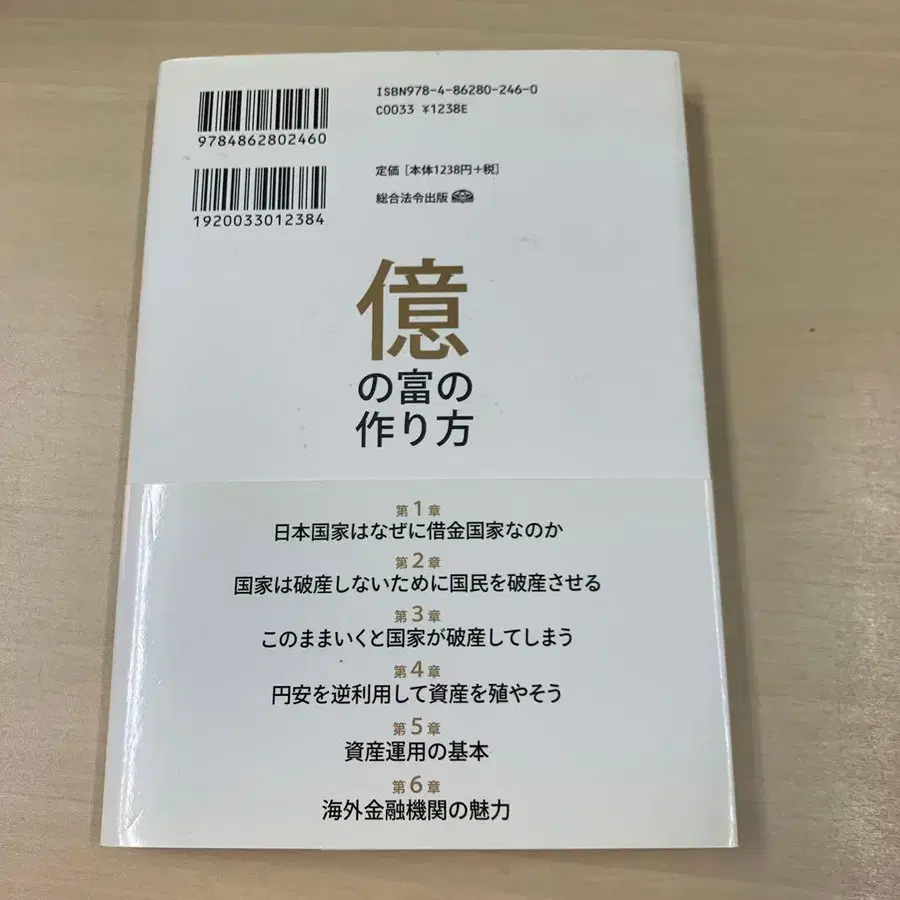 ISBN978-4-86280-246-0
C0033 ¥1238E
9784862802460
定価［本体1238円+税］
総合法令出版
1920033012384
億
の富の
作り方
第1章
日本国家はなぜに借金国家なのか
第2章
国家は破産しないために国民を破産させる
第3章
このままいくと国家が破産してしまう
第4章
円安を逆利用して資産を殖やそう
第5章
資産運用の基本
第6章
海外金融機関の魅力